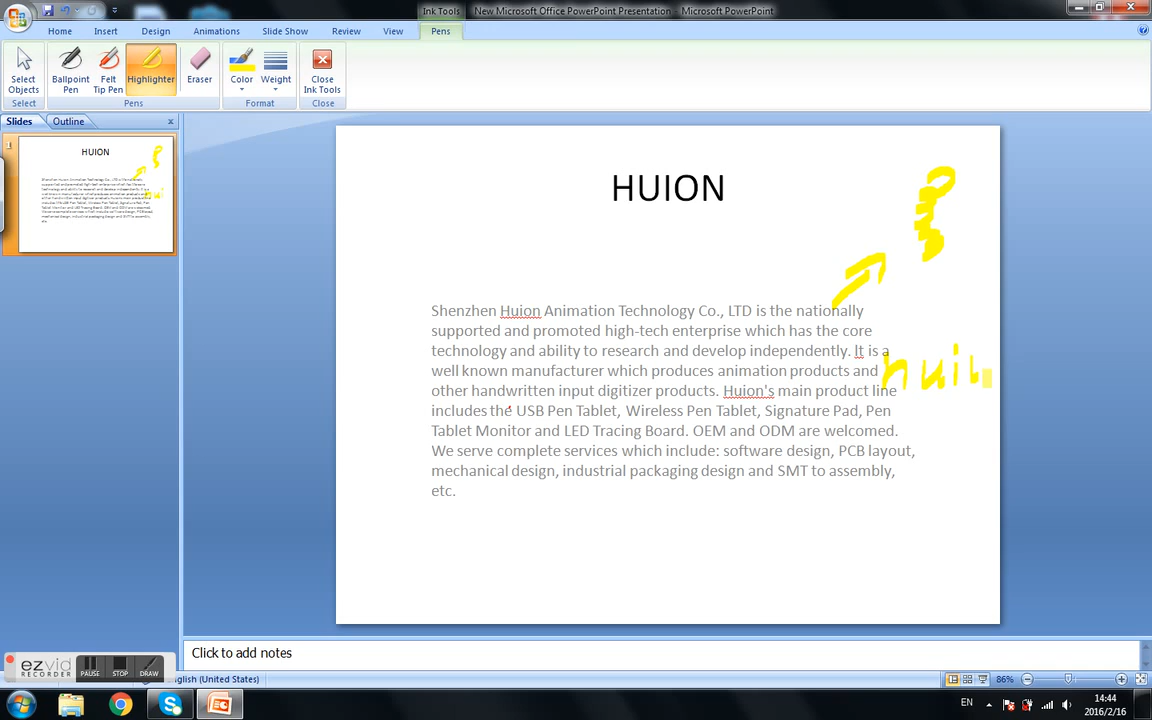 Ink Tools New Microsoft Office PowerPoint Presentation - Microsoft PowerPoint
Home Insert Design Animations Slide Show Review View Pens
Select Objects Ballpoint Pen Felt Tip Pen Highlighter Eraser Color Weight Close Ink Tools
Select Pens Format Close
Slides Outline x
1
HUION
HUION
Shenzhen Huion Animation Technology Co., LTD is the nationally
supported and promoted high-tech enterprise which has the core
technology and ability to research and develop independently. It is a
well known manufacturer which produces animation products and
huiu
other handwritten input digitizer products. Huion's main product line
includes the USB Pen Tablet, Wireless Pen Tablet, Signature Pad, Pen
Tablet Monitor and LED Tracing Board. OEM and ODM are welcomed.
We serve complete services which include: software design, PCB layout,
mechanical design, industrial packaging design and SMT to assembly,
etc.
Click to add notes
ezvid
RECORDER
PAUSE STOP DRAW
English (United States) 86%
EN 14:44
2016/2/16